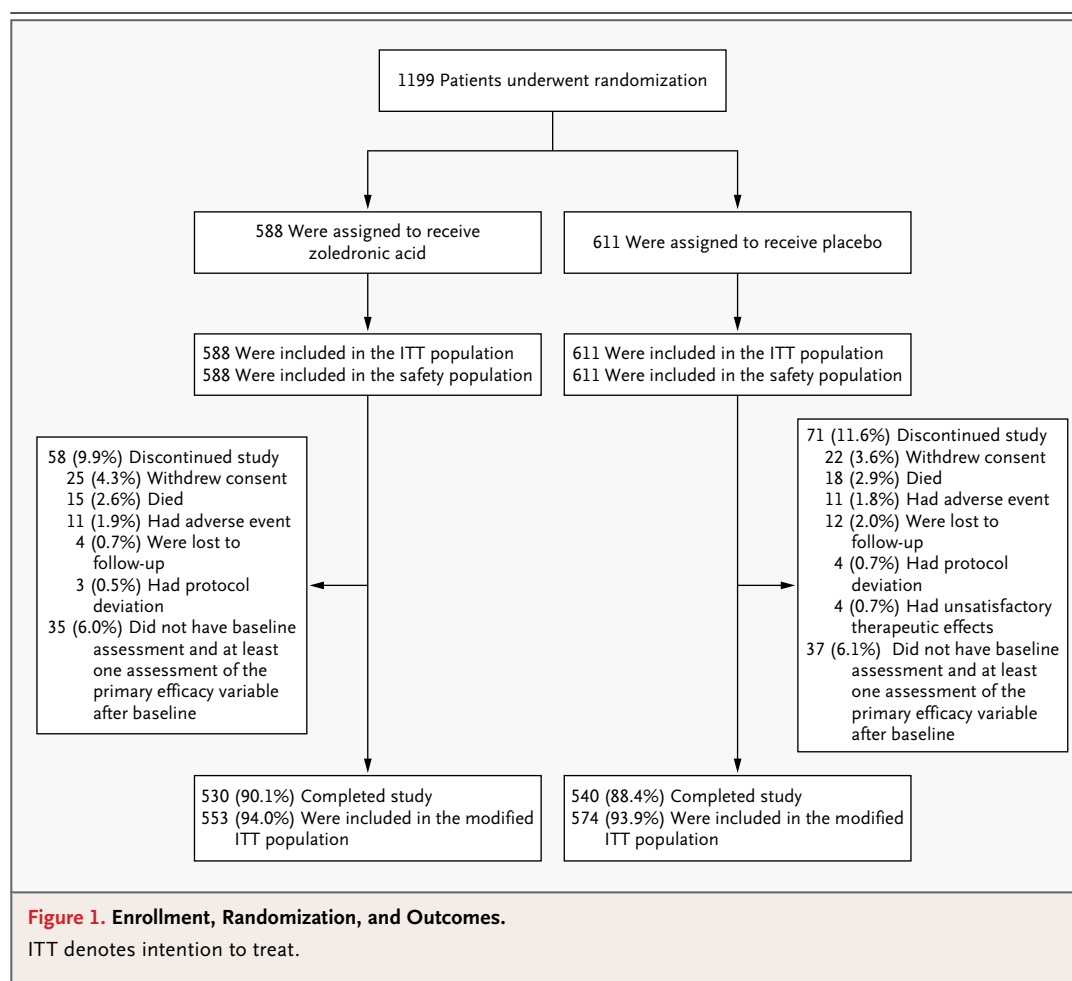 1199 Patients underwent randomization
588 Were assigned to receive
zoledronic acid
611 Were assigned to receive placebo
588 Were included in the ITT population
588 Were included in the safety population
611 Were included in the ITT population
611 Were included in the safety population
58 (9.9%) Discontinued study
25 (4.3%) Withdrew consent
15 (2.6%) Died
11 (1.9%) Had adverse event
4 (0.7%) Were lost to
follow-up
3 (0.5%) Had protocol
deviation
35 (6.0%) Did not have baseline
assessment and at least
one assessment of the
primary efficacy variable
after baseline
71 (11.6%) Discontinued study
22 (3.6%) Withdrew consent
18 (2.9%) Died
11 (1.8%) Had adverse event
12 (2.0%) Were lost to
follow-up
4 (0.7%) Had protocol
deviation
4 (0.7%) Had unsatisfactory
therapeutic effects
37 (6.1%) Did not have baseline
assessment and at least
one assessment of the
primary efficacy variable
after baseline
530 (90.1%) Completed study
553 (94.0%) Were included in the modified
ITT population
540 (88.4%) Completed study
574 (93.9%) Were included in the modified
ITT population
Figure 1. Enrollment, Randomization, and Outcomes.
ITT denotes intention to treat.